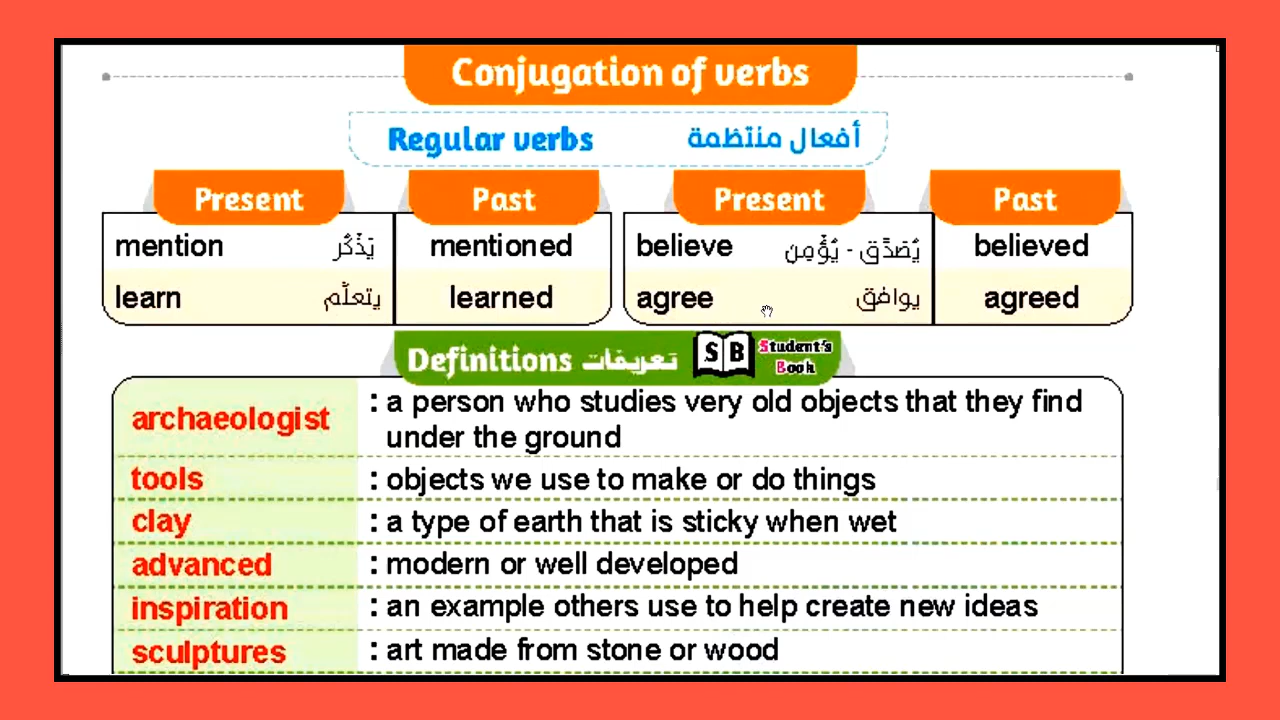 Conjugation of verbs
Regular verbs أفعال منتظمة
Present Past Present Past
mention يَذْكُر mentioned believe يُصَدِّق - يُؤْمِن believed
learn يتعلَّم learned agree يوافق agreed
Definitions تعريفات SB Student's
Book
archaeologist : a person who studies very old objects that they find
under the ground
tools : objects we use to make or do things
clay : a type of earth that is sticky when wet
advanced : modern or well developed
inspiration : an example others use to help create new ideas
sculptures : art made from stone or wood